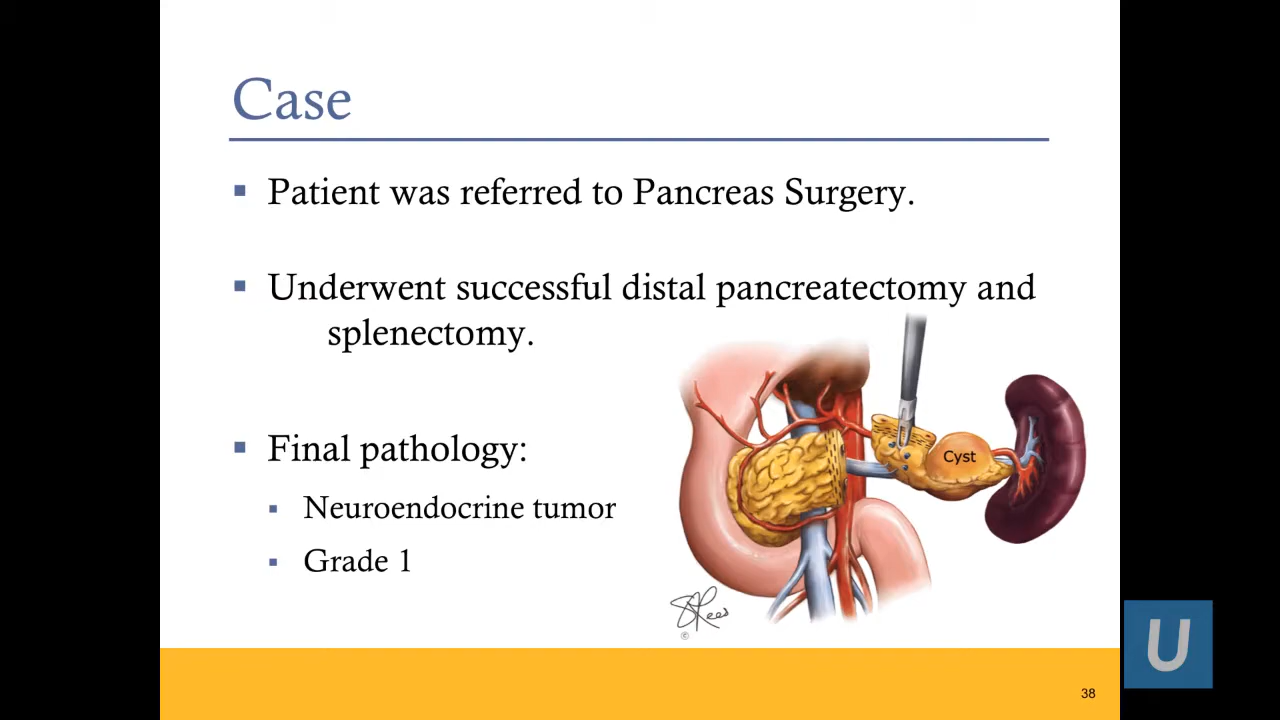 Case
▪ Patient was referred to Pancreas Surgery.
▪ Underwent successful distal pancreatectomy and
splenectomy.
▪ Final pathology:
▪ Neuroendocrine tumor
▪ Grade 1
Cyst
©
38
U